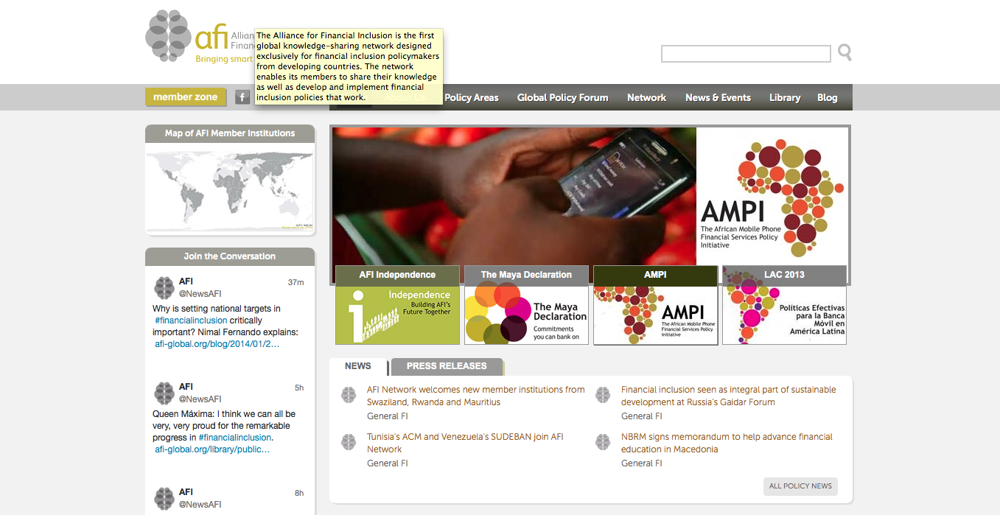 afi
Allian
Finan
Bringing smart
The Alliance for Financial Inclusion is the first
global knowledge-sharing network designed
exclusively for financial inclusion policymakers
from developing countries. The network
enables its members to share their knowledge
as well as develop and implement financial
inclusion policies that work.
member zone
f
Policy Areas
Global Policy Forum
Network
News & Events
Library
Blog
Map of AFI Member Institutions
AMPI
The African Mobile Phone
Financial Services Policy
Initiative
AFI Independence
independence
Building AFI's
Future Together
The Maya Declaration
The Maya
Declaration
Commitments
you can bank on
AMPI
AMPI
The African Mobile Phone
Financial Services Policy
Initiative
LAC 2013
Políticas Efectivas
para la Banca
Móvil en
América Latina
Join the Conversation
AFI
37m
@NewsAFI
Why is setting national targets in
#financialinclusion critically
important? Nimal Fernando explains:
afi-global.org/blog/2014/01/2…
AFI
5h
@NewsAFI
Queen Máxima: I think we can all be
very, very proud for the remarkable
progress in #financialinclusion.
afi-global.org/library/public…
AFI
8h
@NewsAFI
NEWS
PRESS RELEASES
AFI Network welcomes new member institutions from
Swaziland, Rwanda and Mauritius
General FI
Financial inclusion seen as integral part of sustainable
development at Russia's Gaidar Forum
General FI
Tunisia's ACM and Venezuela's SUDEBAN join AFI
Network
General FI
NBRM signs memorandum to help advance financial
education in Macedonia
General FI
ALL POLICY NEWS